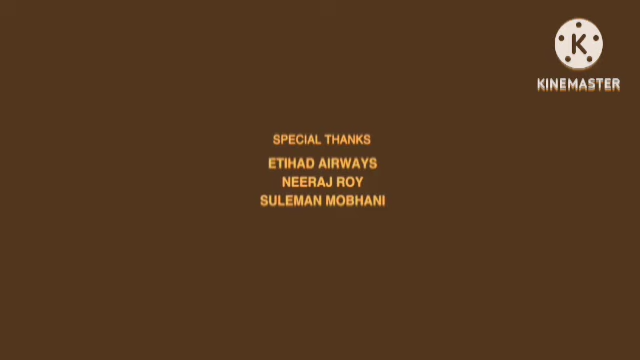 KINEMASTER
SPECIAL THANKS
ETIHAD AIRWAYS
NEERAJ ROY
SULEMAN MOBHANI